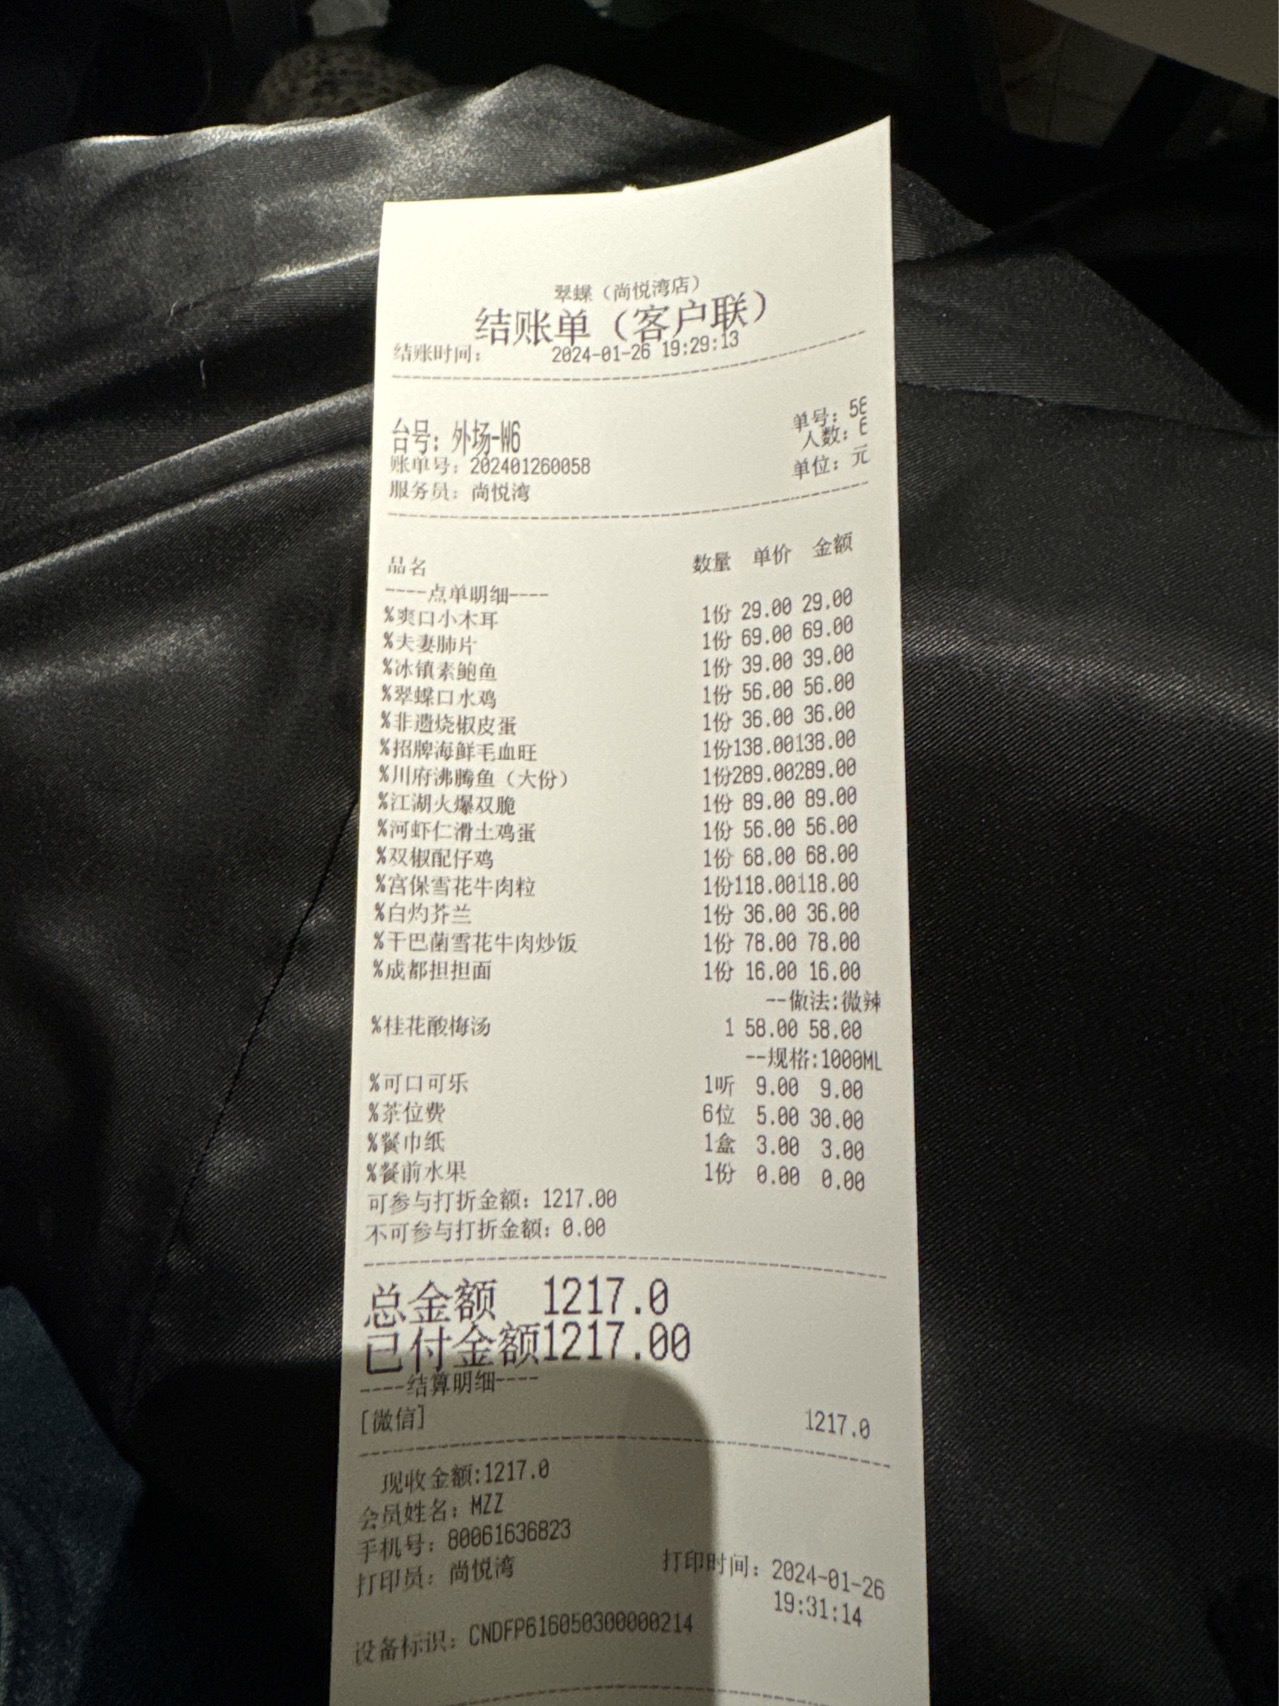 翠蝶（尚悦湾店）
结账单（客户联）
结账时间： 2024-01-26 19:29:13
单号：58
台号：外场-W6 人数：6
账单号：202401260058 单位：元
服务员：尚悦湾
品名 数量 单价 金额
----点单明细----
%爽口小木耳 1份 29.00 29.00
%夫妻肺片 1份 69.00 69.00
%冰镇素鲍鱼 1份 39.00 39.00
%翠蝶口水鸡 1份 56.00 56.00
%非遗烧椒皮蛋 1份 36.00 36.00
%招牌海鲜毛血旺 1份138.00138.00
%川府沸腾鱼（大份） 1份289.00289.00
%江湖火爆双脆 1份 89.00 89.00
%河虾仁滑土鸡蛋 1份 56.00 56.00
%双椒配仔鸡 1份 68.00 68.00
%宫保雪花牛肉粒 1份118.00118.00
%白灼芥兰 1份 36.00 36.00
%干巴菌雪花牛肉炒饭 1份 78.00 78.00
%成都担担面 1份 16.00 16.00
--做法:微辣
%桂花酸梅汤 1 58.00 58.00
--规格:1000ML
%可口可乐 1听 9.00 9.00
%茶位费 6位 5.00 30.00
%餐巾纸 1盒 3.00 3.00
%餐前水果 1份 0.00 0.00
可参与打折金额：1217.00
不可参与打折金额：0.00
总金额 1217.0
已付金额1217.00
----结算明细----
[微信] 1217.0
现收金额:1217.0
会员姓名：MZZ
手机号：80061636823
打印员：尚悦湾 打印时间：2024-01-26
19:31:14
设备标识：CNDFP616050300000214